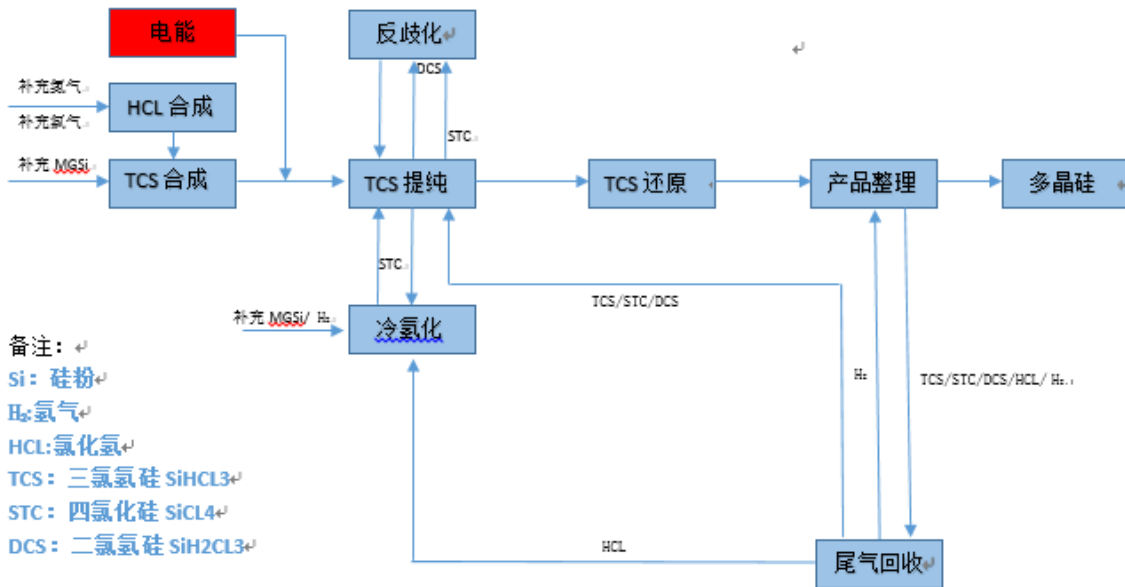 电能
反歧化
补充氢气
DCS
HCL 合成
补充氯气
STC
补充 MGSi
TCS 合成
TCS 提纯
TCS 还原
产品整理
多晶硅
STC
TCS/STC/DCS
补充 MGSi/ H₂
冷氢化
H₂
TCS/STC/DCS/HCL/ H₂
备注：
Si：硅粉
H₂:氢气
HCL:氯化氢
TCS：三氯氢硅 SiHCL3
STC：四氯化硅 SiCL4
DCS：二氯氢硅 SiH2CL3
HCL
尾气回收